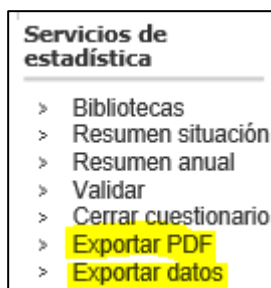 Servicios de
estadística
> Bibliotecas
> Resumen situación
> Resumen anual
> Validar
> Cerrar cuestionario
> Exportar PDF
> Exportar datos